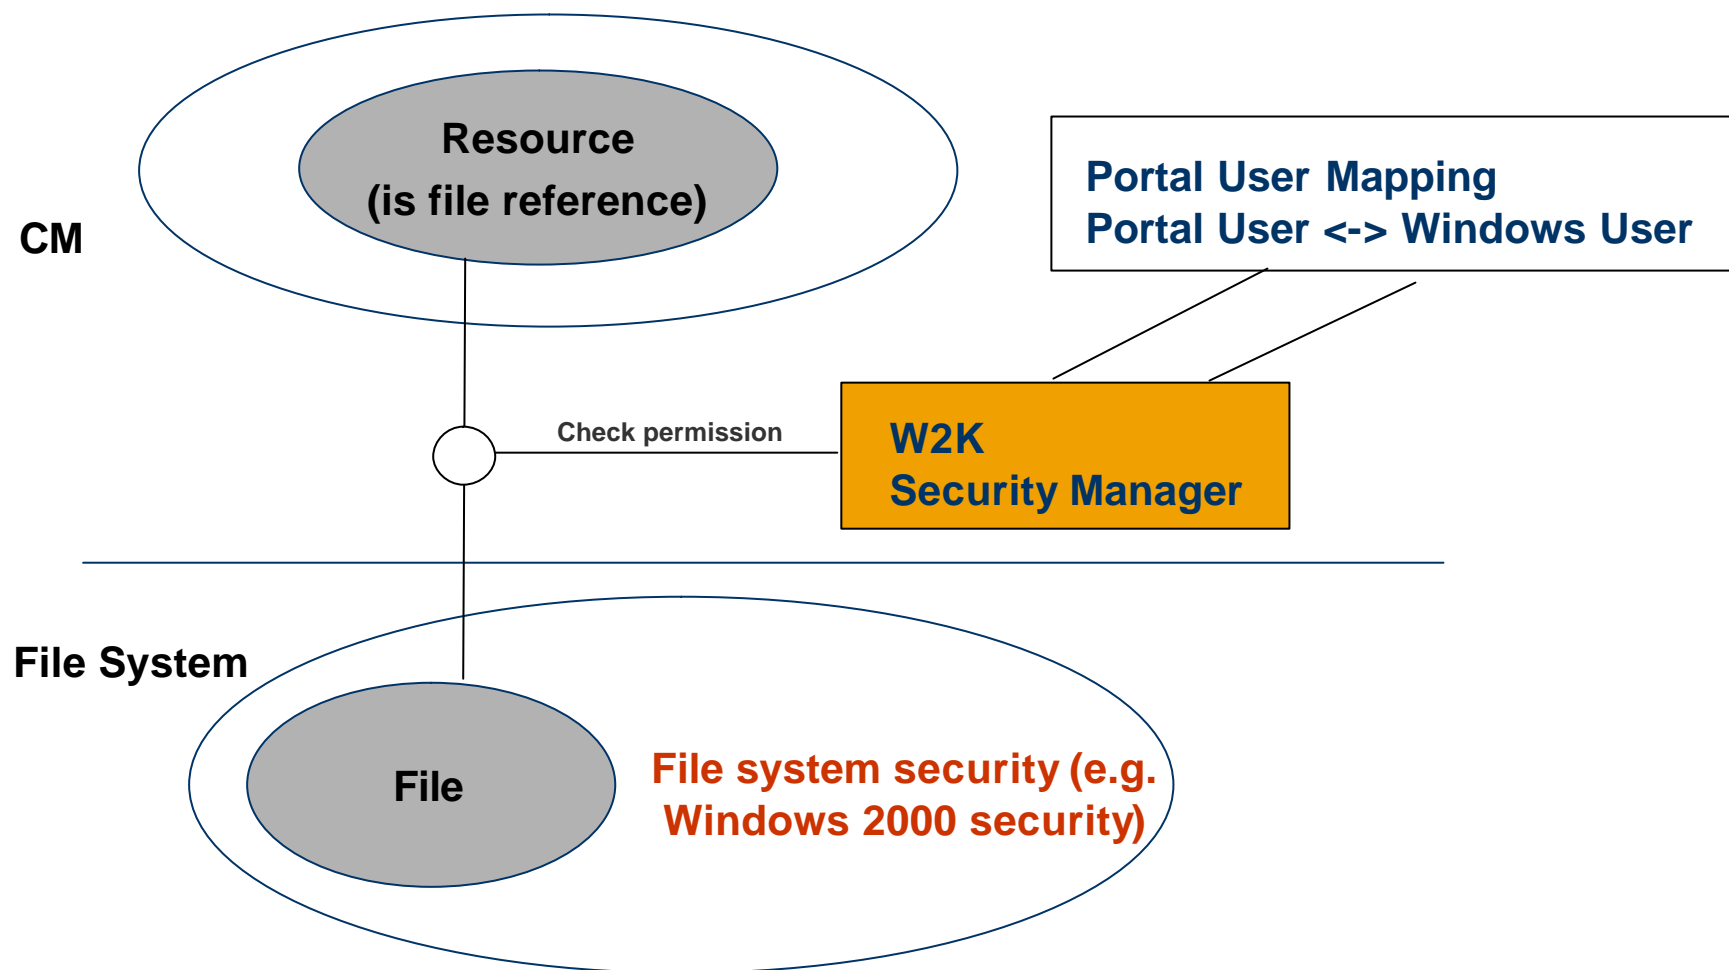 Resource
(is file reference)
CM
Portal User Mapping
Portal User <-> Windows User
Check permission
W2K
Security Manager
File System
File
File system security (e.g.
Windows 2000 security)